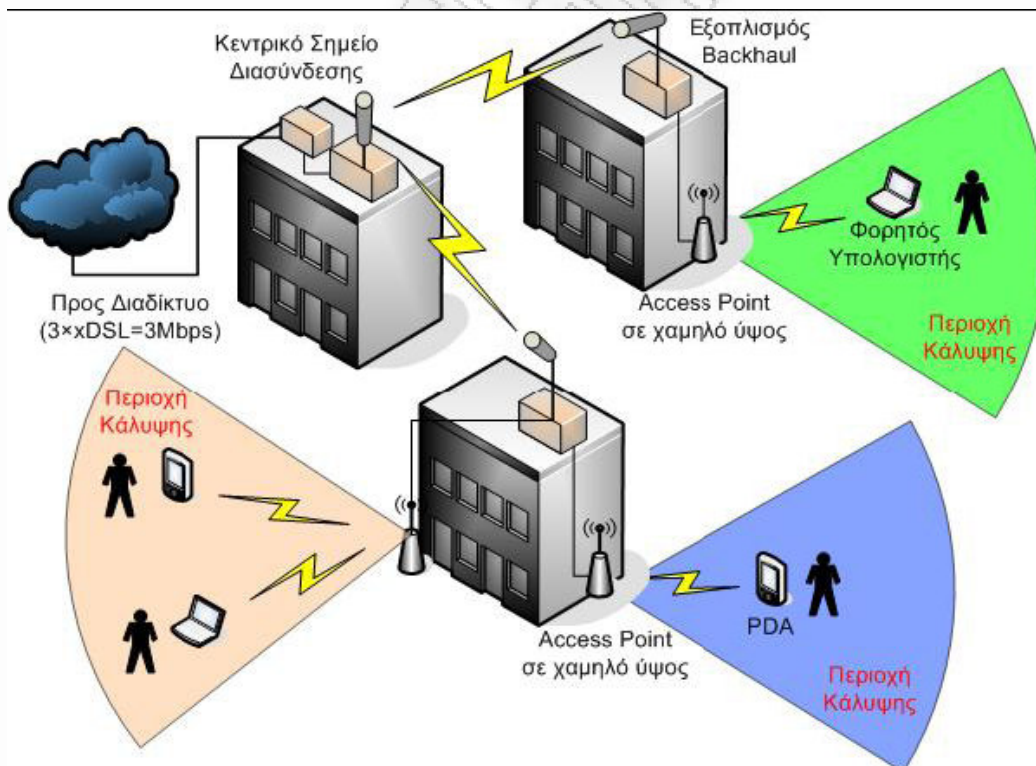 Κεντρικό Σημείο
Διασύνδεσης
Εξοπλισμός
Backhaul
Φορητός
Υπολογιστής
Προς Διαδίκτυο
(3×xDSL=3Mbps)
Access Point
σε χαμηλό ύψος
Περιοχή
Κάλυψης
Περιοχή
Κάλυψης
PDA
Access Point
σε χαμηλό ύψος
Περιοχή
Κάλυψης